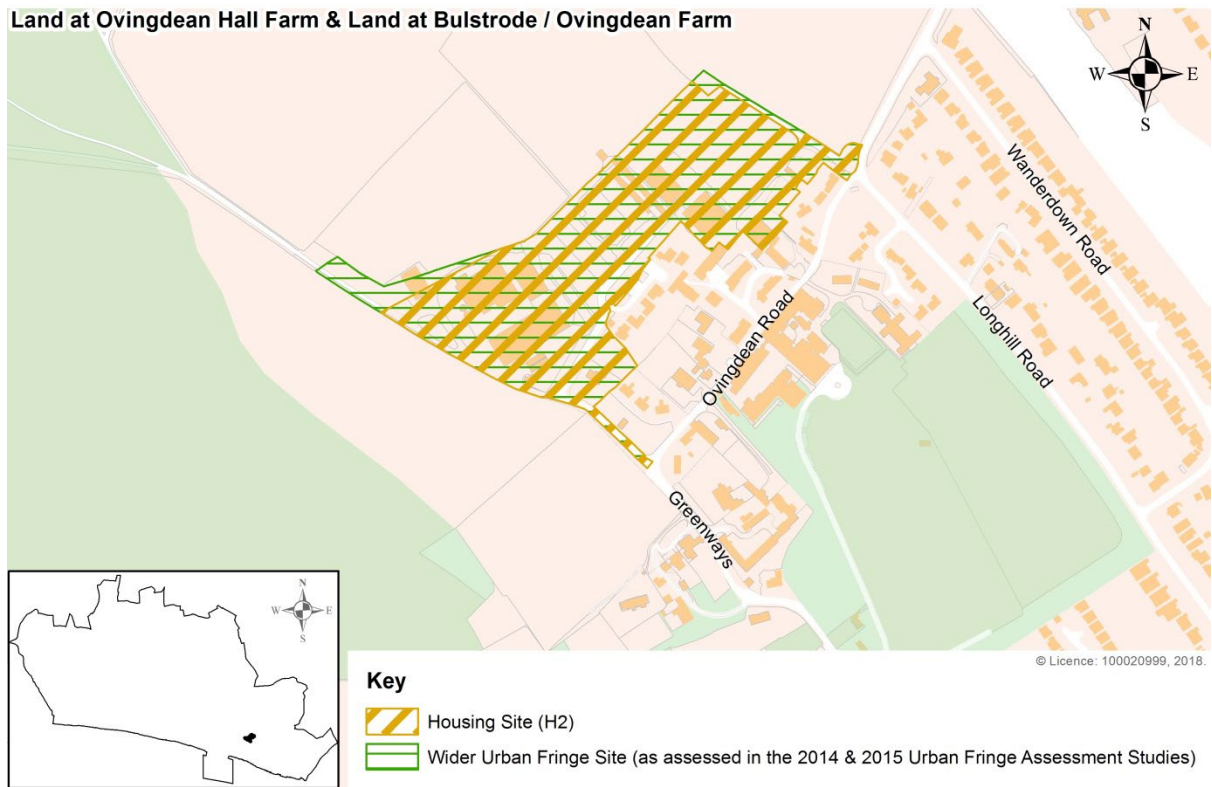 Land at Ovingdean Hall Farm & Land at Bulstrode / Ovingdean Farm
N
W E
S
Wanderdown Road
Longhill Road
Ovingdean Road
Greenways
N
W E
S
© Licence: 100020999, 2018.
Key
Housing Site (H2)
Wider Urban Fringe Site (as assessed in the 2014 & 2015 Urban Fringe Assessment Studies)